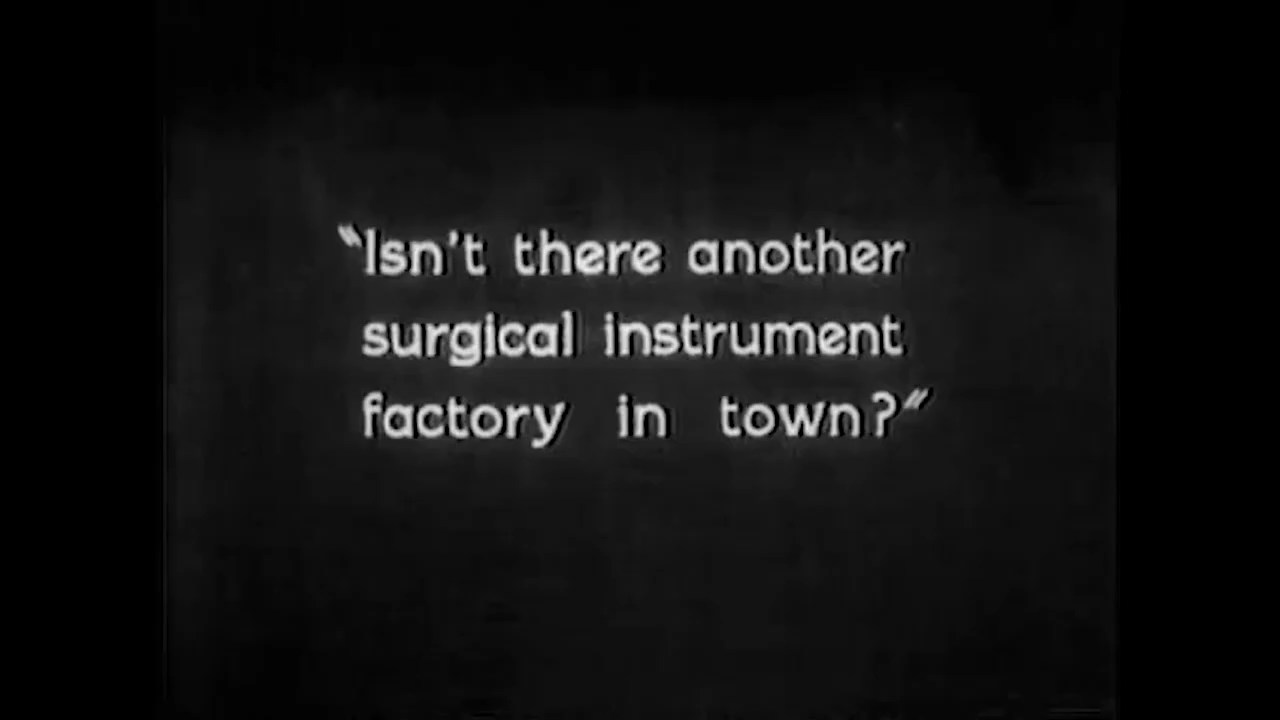 “Isn't there another
surgical instrument
factory in town?”